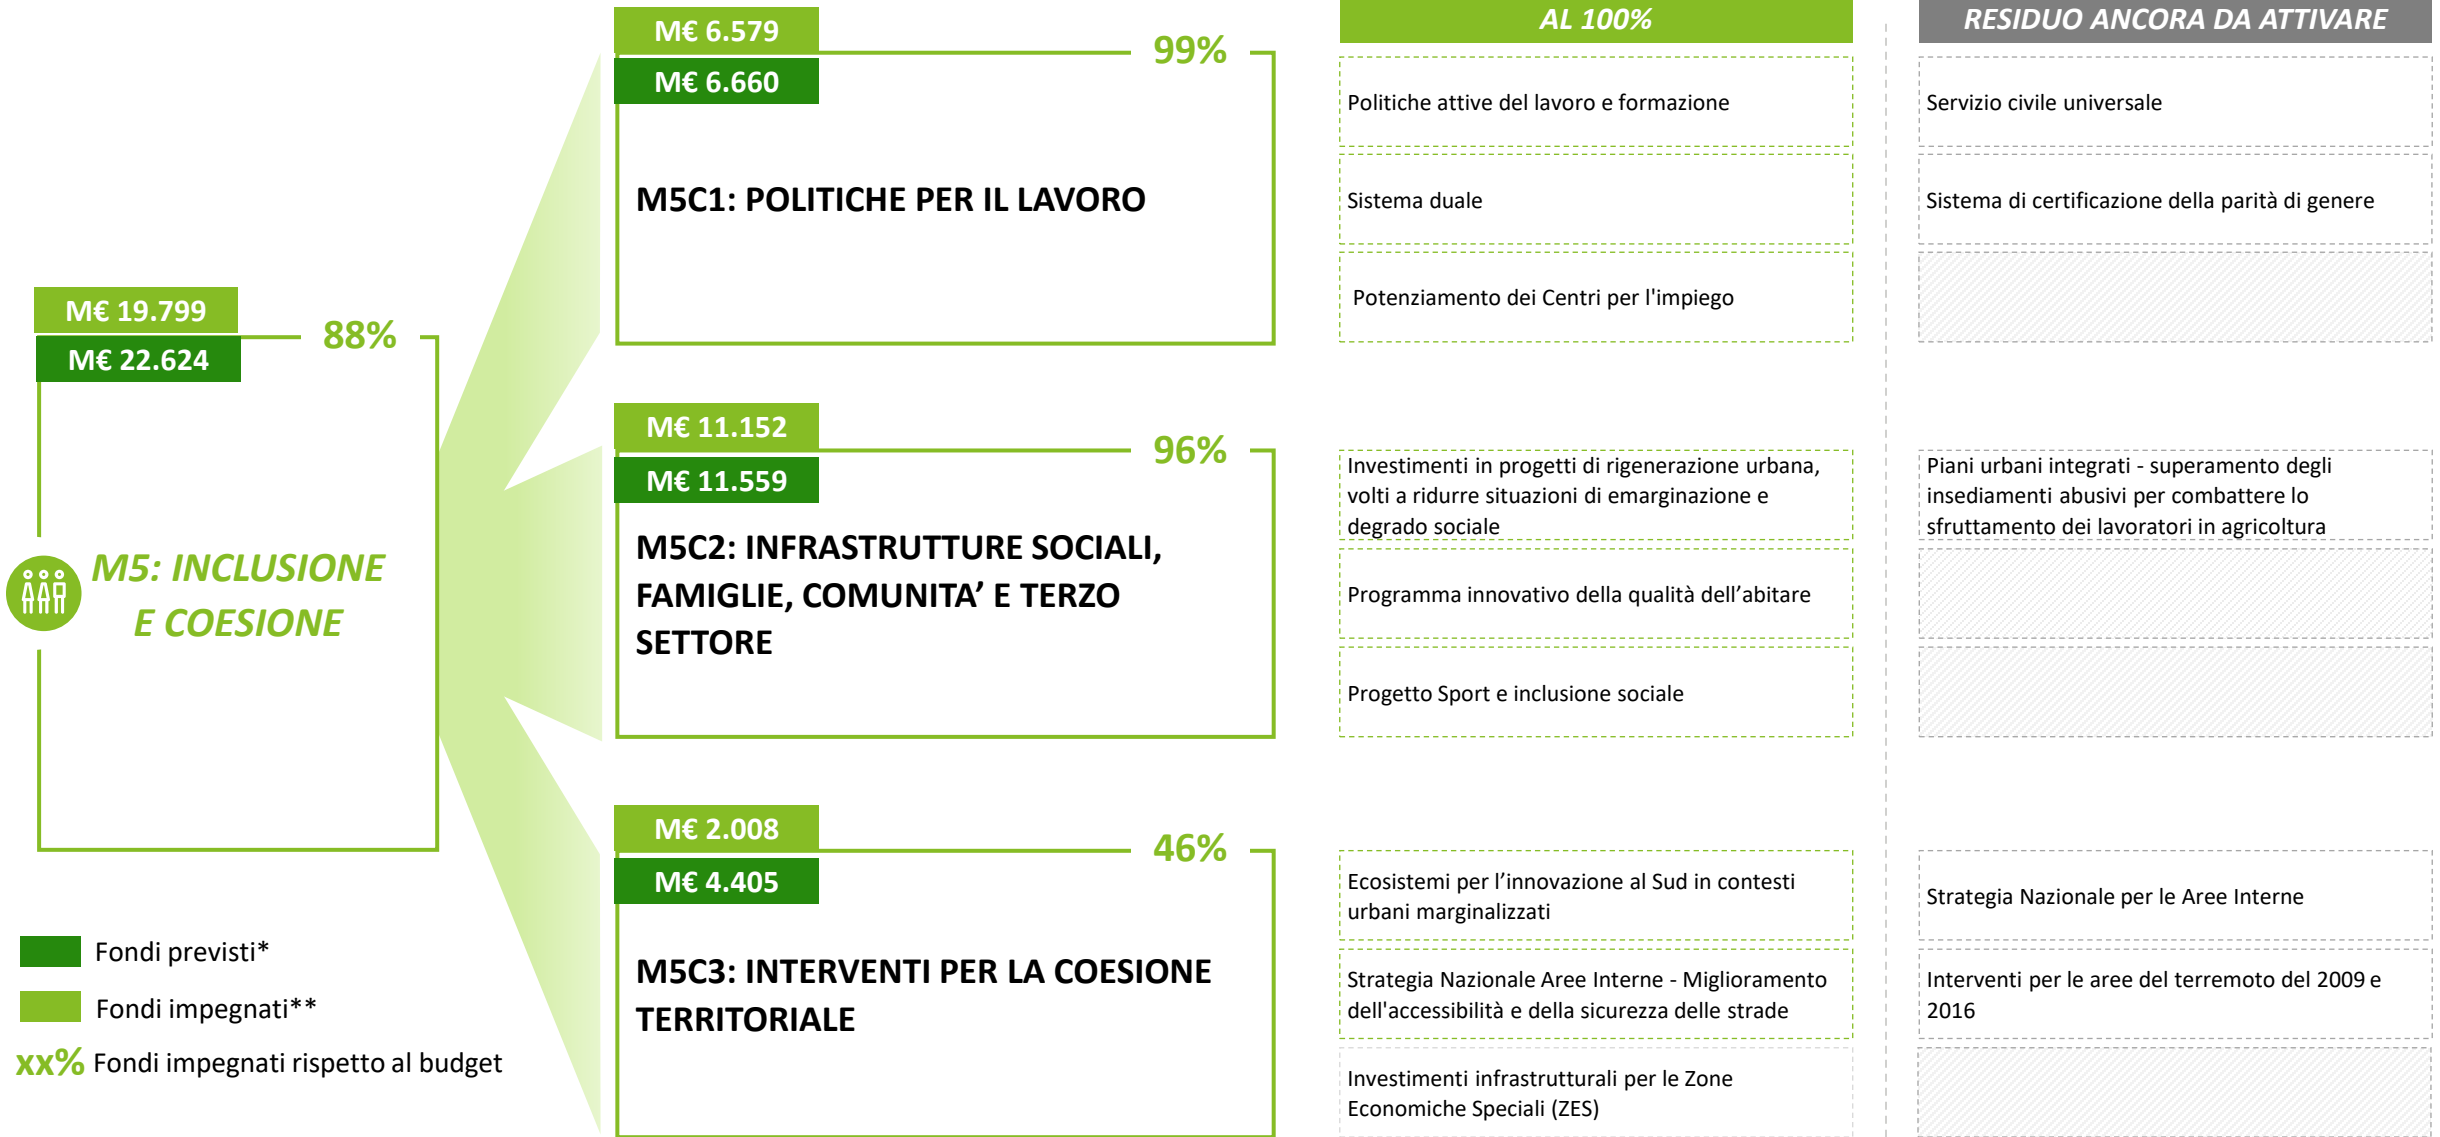 AL 100%
RESIDUO ANCORA DA ATTIVARE
M€ 19.799
M€ 22.624
88%
M5: INCLUSIONE
E COESIONE
M€ 6.579
M€ 6.660
99%
M5C1: POLITICHE PER IL LAVORO
Politiche attive del lavoro e formazione
Sistema duale
Potenziamento dei Centri per l'impiego
Servizio civile universale
Sistema di certificazione della parità di genere
M€ 11.152
M€ 11.559
96%
M5C2: INFRASTRUTTURE SOCIALI,
FAMIGLIE, COMUNITA’ E TERZO
SETTORE
Investimenti in progetti di rigenerazione urbana,
volti a ridurre situazioni di emarginazione e
degrado sociale
Programma innovativo della qualità dell’abitare
Progetto Sport e inclusione sociale
Piani urbani integrati - superamento degli
insediamenti abusivi per combattere lo
sfruttamento dei lavoratori in agricoltura
M€ 2.008
M€ 4.405
46%
M5C3: INTERVENTI PER LA COESIONE
TERRITORIALE
Ecosistemi per l’innovazione al Sud in contesti
urbani marginalizzati
Strategia Nazionale Aree Interne - Miglioramento
dell'accessibilità e della sicurezza delle strade
Investimenti infrastrutturali per le Zone
Economiche Speciali (ZES)
Strategia Nazionale per le Aree Interne
Interventi per le aree del terremoto del 2009 e
2016
Fondi previsti*
Fondi impegnati**
xx% Fondi impegnati rispetto al budget